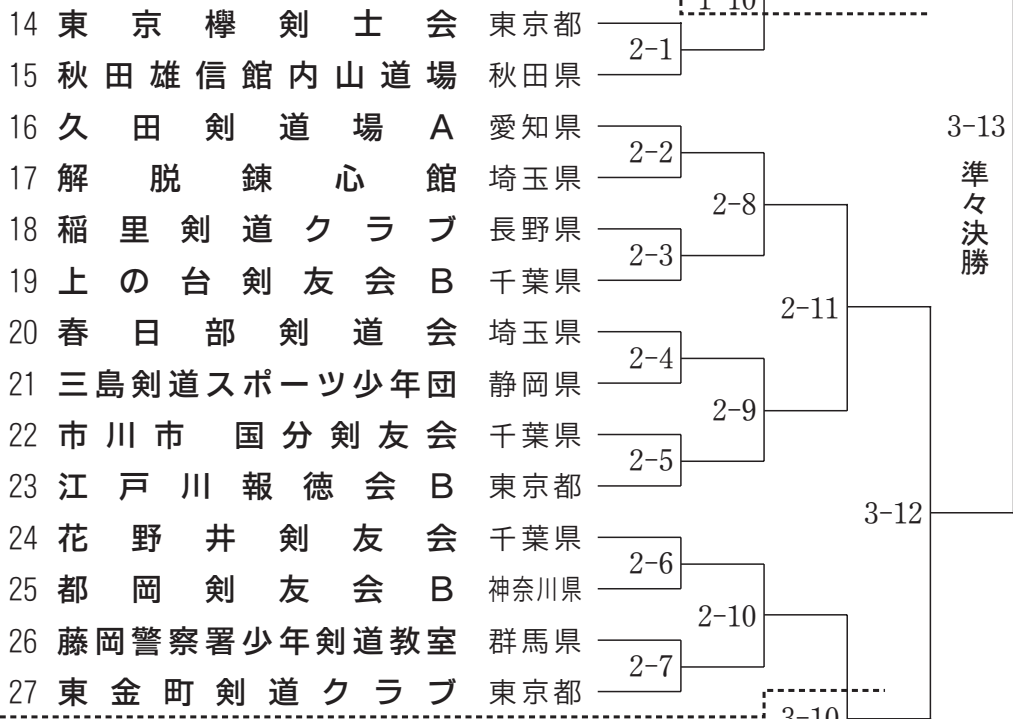 1-10
14 東京欅剣士会 東京都
2-1
15 秋田雄信館内山道場 秋田県
16 久田剣道場A 愛知県
2-2
17 解脱錬心館 埼玉県
2-8
18 稲里剣道クラブ 長野県
2-3
19 上の台剣友会B 千葉県
2-11
20 春日部剣道会 埼玉県
2-4
21 三島剣道スポーツ少年団 静岡県
2-9
22 市川市 国分剣友会 千葉県
2-5
23 江戸川報徳会B 東京都
3-12
24 花野井剣友会 千葉県
2-6
25 都岡剣友会B 神奈川県
2-10
26 藤岡警察署少年剣道教室 群馬県
2-7
27 東金町剣道クラブ 東京都
3-10
3-13
準々決勝